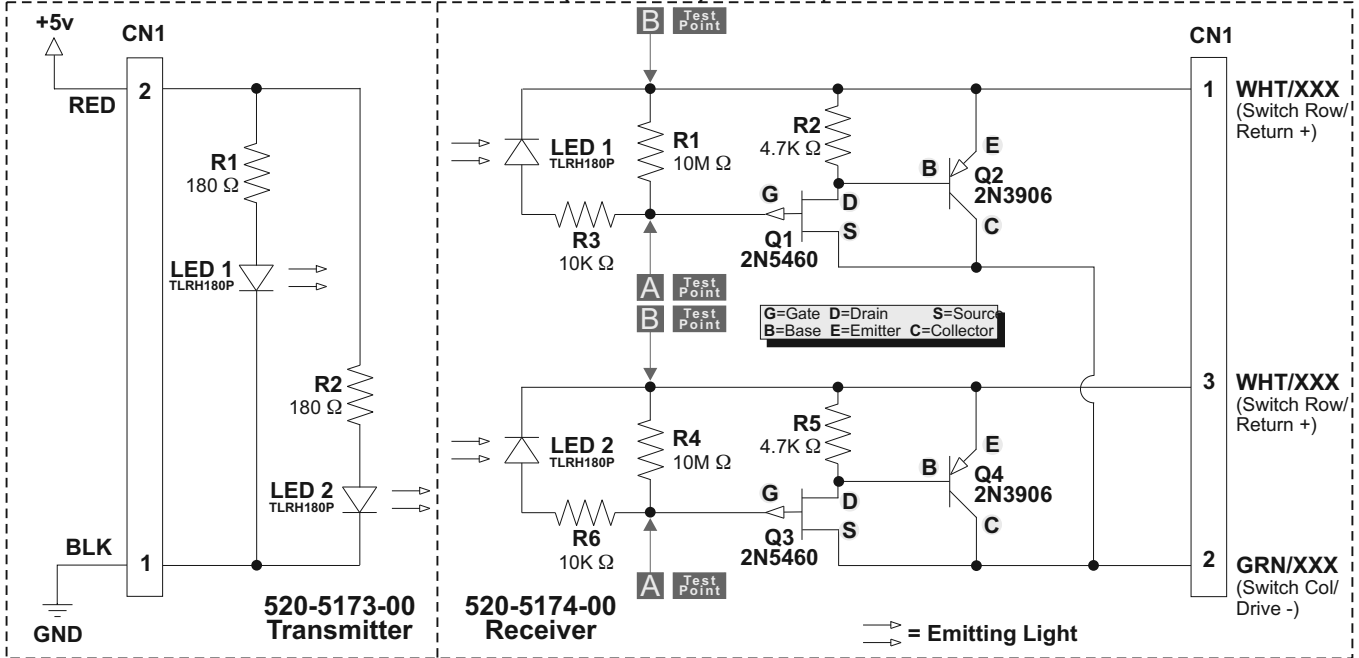 +5v
CN1
2
RED
R1
180 Ω
LED 1
TLRH180P
R2
180 Ω
LED 2
TLRH180P
BLK
1
GND
520-5173-00
Transmitter
B
Test
Point
CN1
1
WHT/XXX
(Switch Row/
Return +)
LED 1
TLRH180P
R1
10M Ω
R2
4.7K Ω
E
B
Q2
2N3906
C
R3
10K Ω
G
D
S
Q1
2N5460
A
Test
Point
B
Test
Point
G=Gate D=Drain S=Source
B=Base E=Emitter C=Collector
3
WHT/XXX
(Switch Row/
Return +)
LED 2
TLRH180P
R4
10M Ω
R5
4.7K Ω
E
B
Q4
2N3906
C
R6
10K Ω
G
D
S
Q3
2N5460
A
Test
Point
2
GRN/XXX
(Switch Col/
Drive -)
520-5174-00
Receiver
= Emitting Light